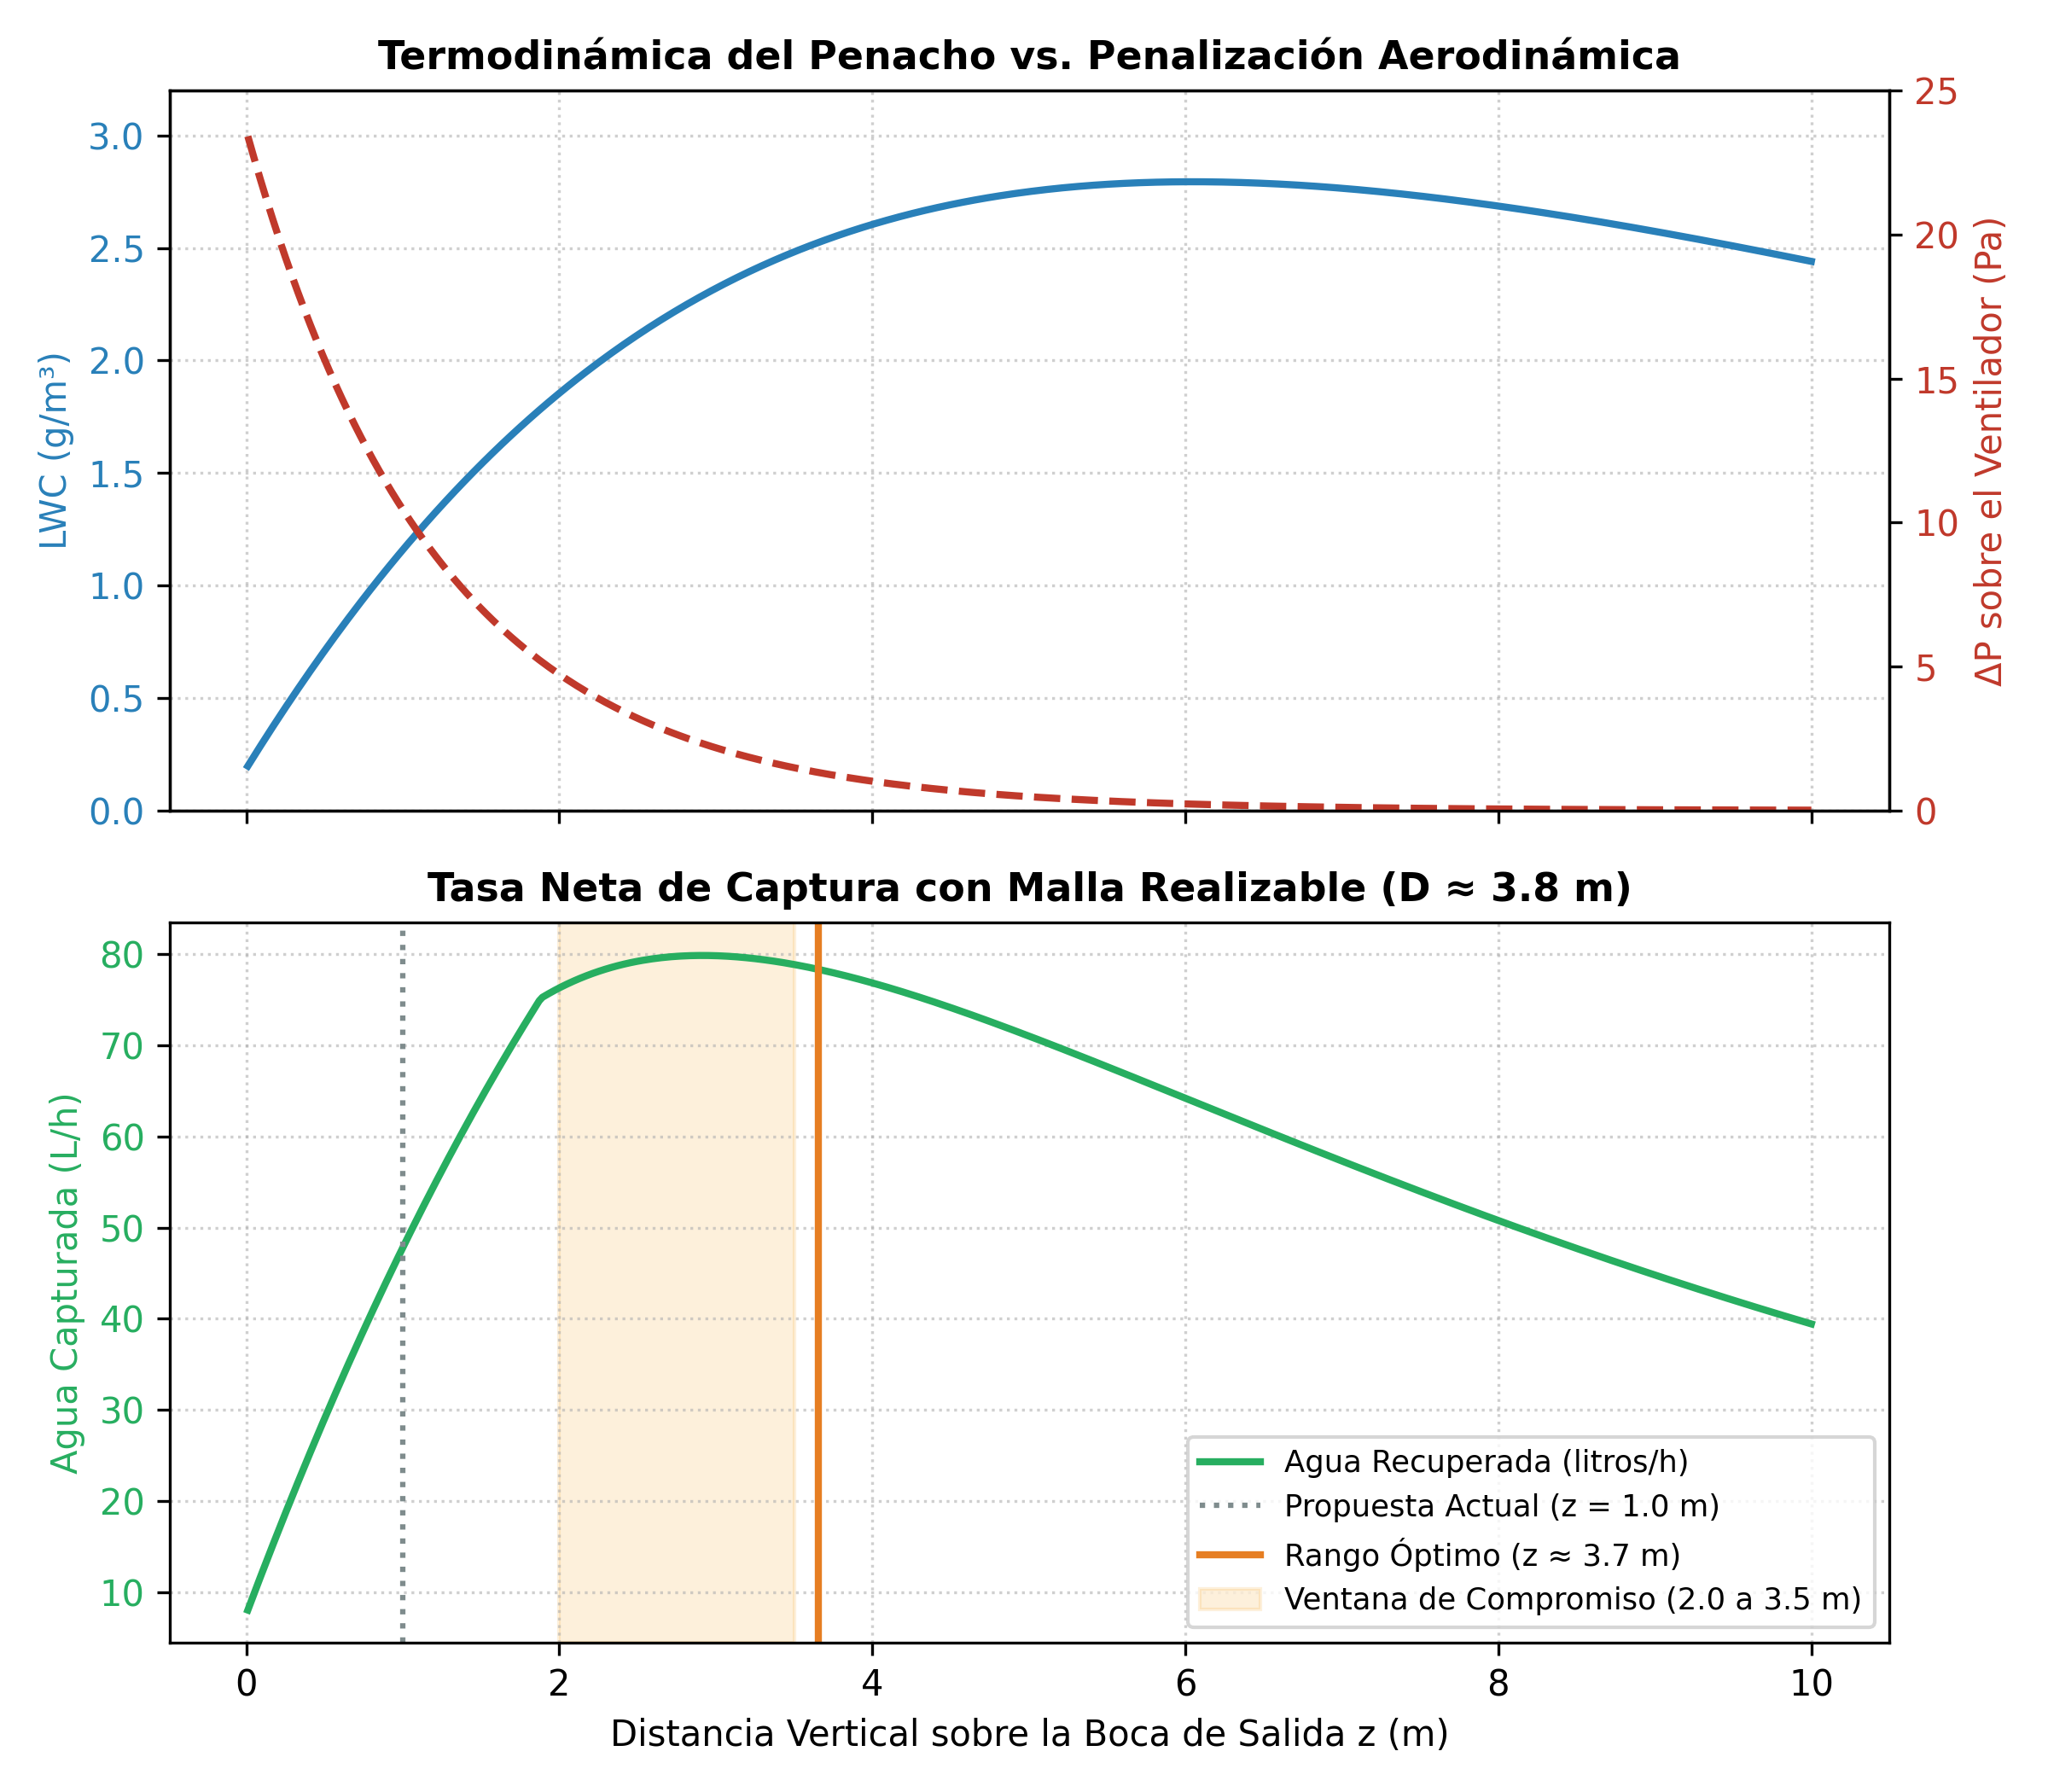 Termodinámica del Penacho vs. Penalización Aerodinámica
LWC (g/m³)
3.0
2.5
2.0
1.5
1.0
0.5
0.0
25
20
15
10
5
0
ΔP sobre el Ventilador (Pa)
Tasa Neta de Captura con Malla Realizable (D ≈ 3.8 m)
Agua Capturada (L/h)
80
70
60
50
40
30
20
10
Agua Recuperada (litros/h)
Propuesta Actual (z = 1.0 m)
Rango Óptimo (z ≈ 3.7 m)
Ventana de Compromiso (2.0 a 3.5 m)
0 2 4 6 8 10
Distancia Vertical sobre la Boca de Salida z (m)